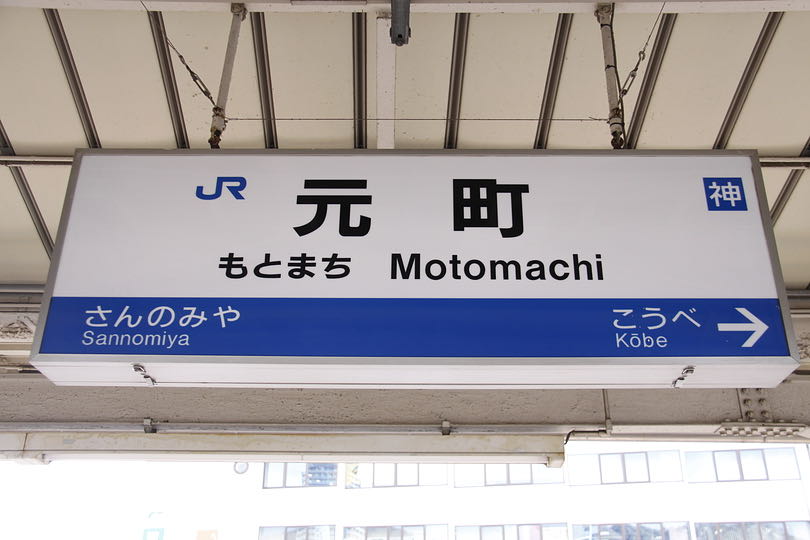 JR 元町 神
もとまち Motomachi
さんのみや こうべ →
Sannomiya Kōbe